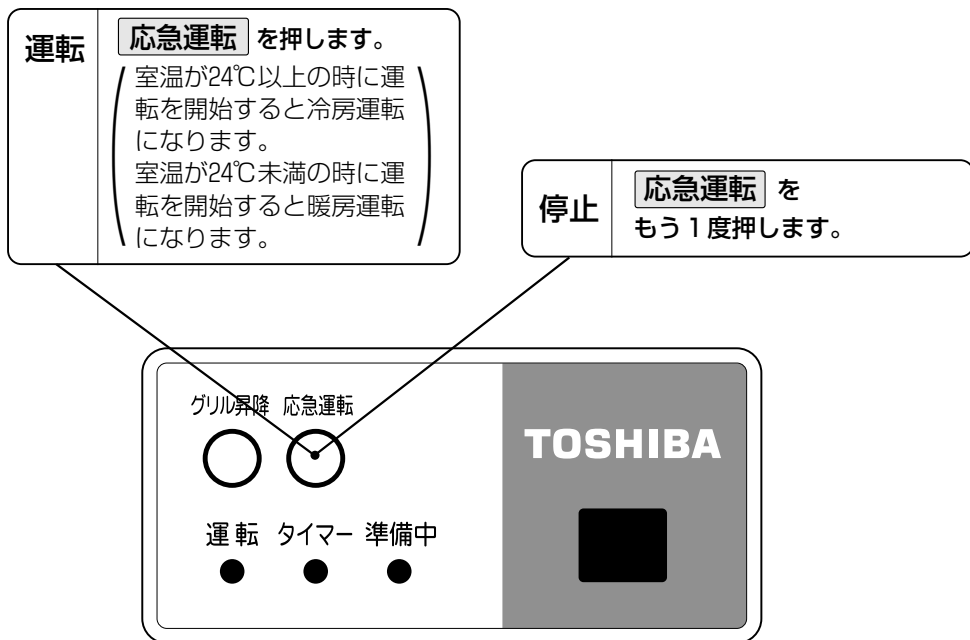 運転
応急運転 を押します。
室温が24℃以上の時に運
転を開始すると冷房運転
になります。
室温が24℃未満の時に運
転を開始すると暖房運転
になります。
停止
応急運転 を
もう1度押します。
グリル昇降 応急運転
TOSHIBA
運転 タイマー 準備中